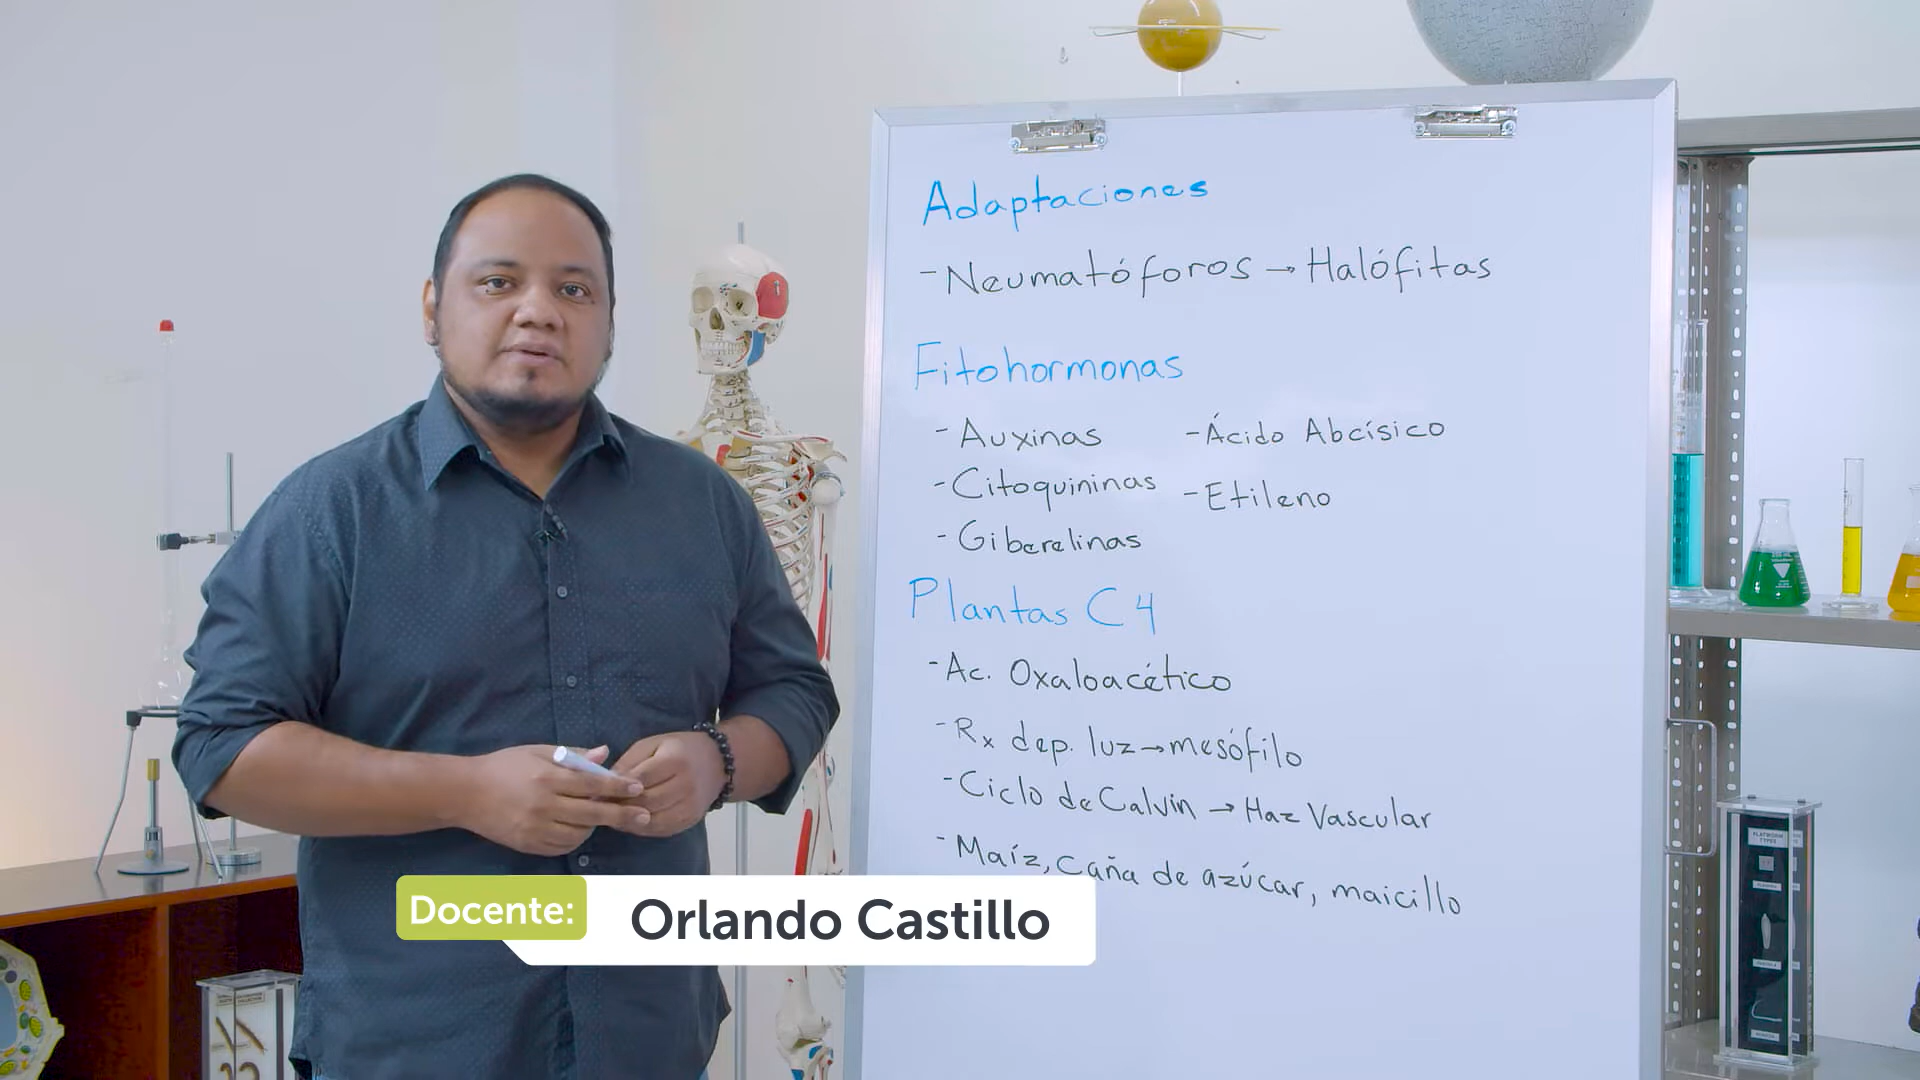 Adaptaciones
- Neumatóforos → Halófitas
Fitohormonas
- Auxinas
- Citoquininas
- Giberelinas
- Ácido Abcísico
- Etileno
Plantas C4
- Ac. Oxaloacético
- Rx dep. luz → mesófilo
- Ciclo de Calvin → Haz Vascular
- Maíz, caña de azúcar, maicillo
Docente: Orlando Castillo